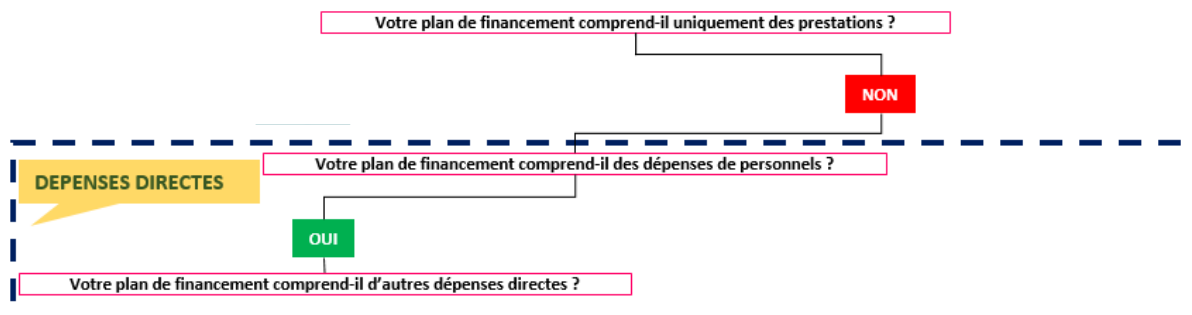 Votre plan de financement comprend-il uniquement des prestations ?
NON
Votre plan de financement comprend-il des dépenses de personnels ?
DEPENSES DIRECTES
OUI
Votre plan de financement comprend-il d’autres dépenses directes ?